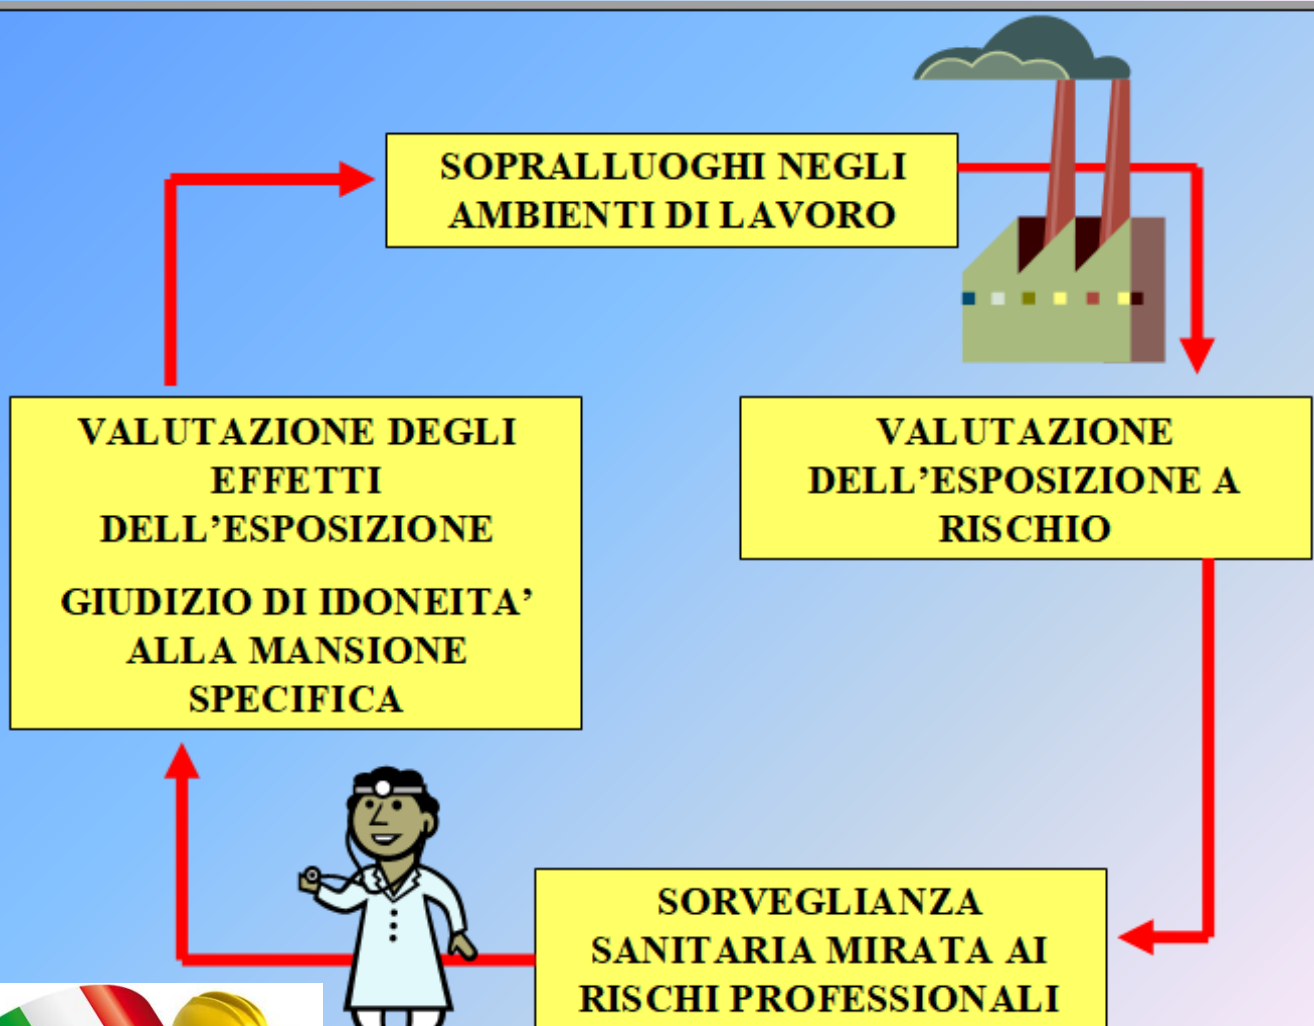 SOPRALLUOGHI NEGLI
AMBIENTI DI LAVORO
VALUTAZIONE
DELL’ESPOSIZIONE A
RISCHIO
SORVEGLIANZA
SANITARIA MIRATA AI
RISCHI PROFESSIONALI
VALUTAZIONE DEGLI
EFFETTI
DELL’ESPOSIZIONE
GIUDIZIO DI IDONEITA’
ALLA MANSIONE
SPECIFICA